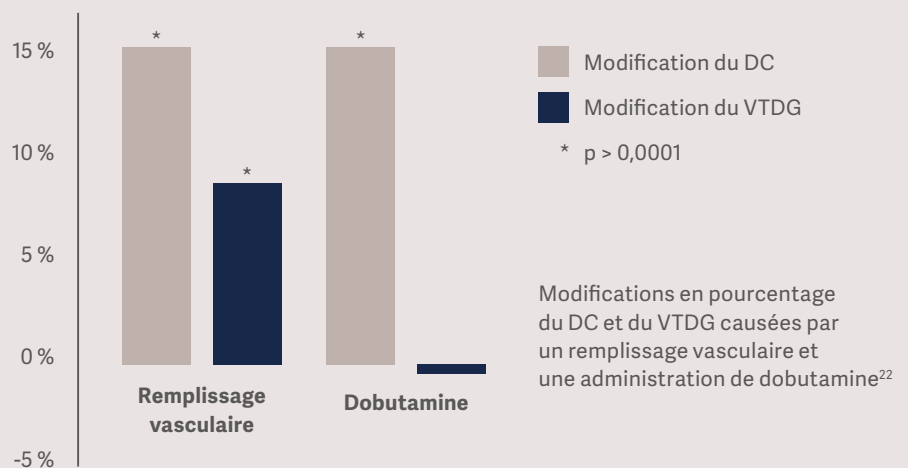 15 %
10 %
5 %
0 %
-5 %
*
*
*
Remplissage
vasculaire
Dobutamine
Modification du DC
Modification du VTDG
* p > 0,0001
Modifications en pourcentage
du DC et du VTDG causées par
un remplissage vasculaire et
une administration de dobutamine²²